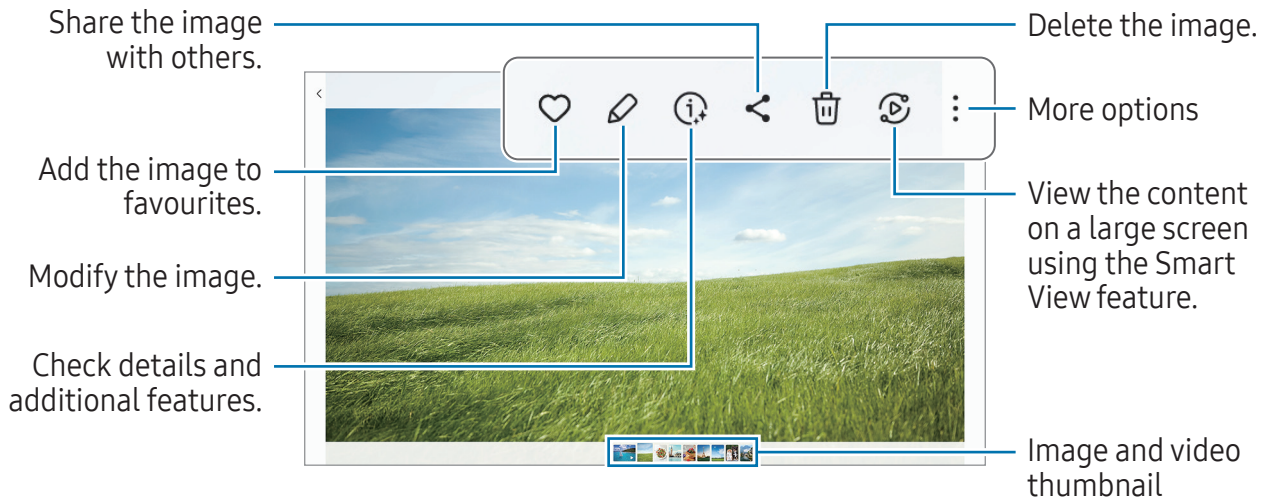 Share the image
with others.
Add the image to
favourites.
Modify the image.
Check details and
additional features.
Delete the image.
More options
View the content
on a large screen
using the Smart
View feature.
Image and video
thumbnail